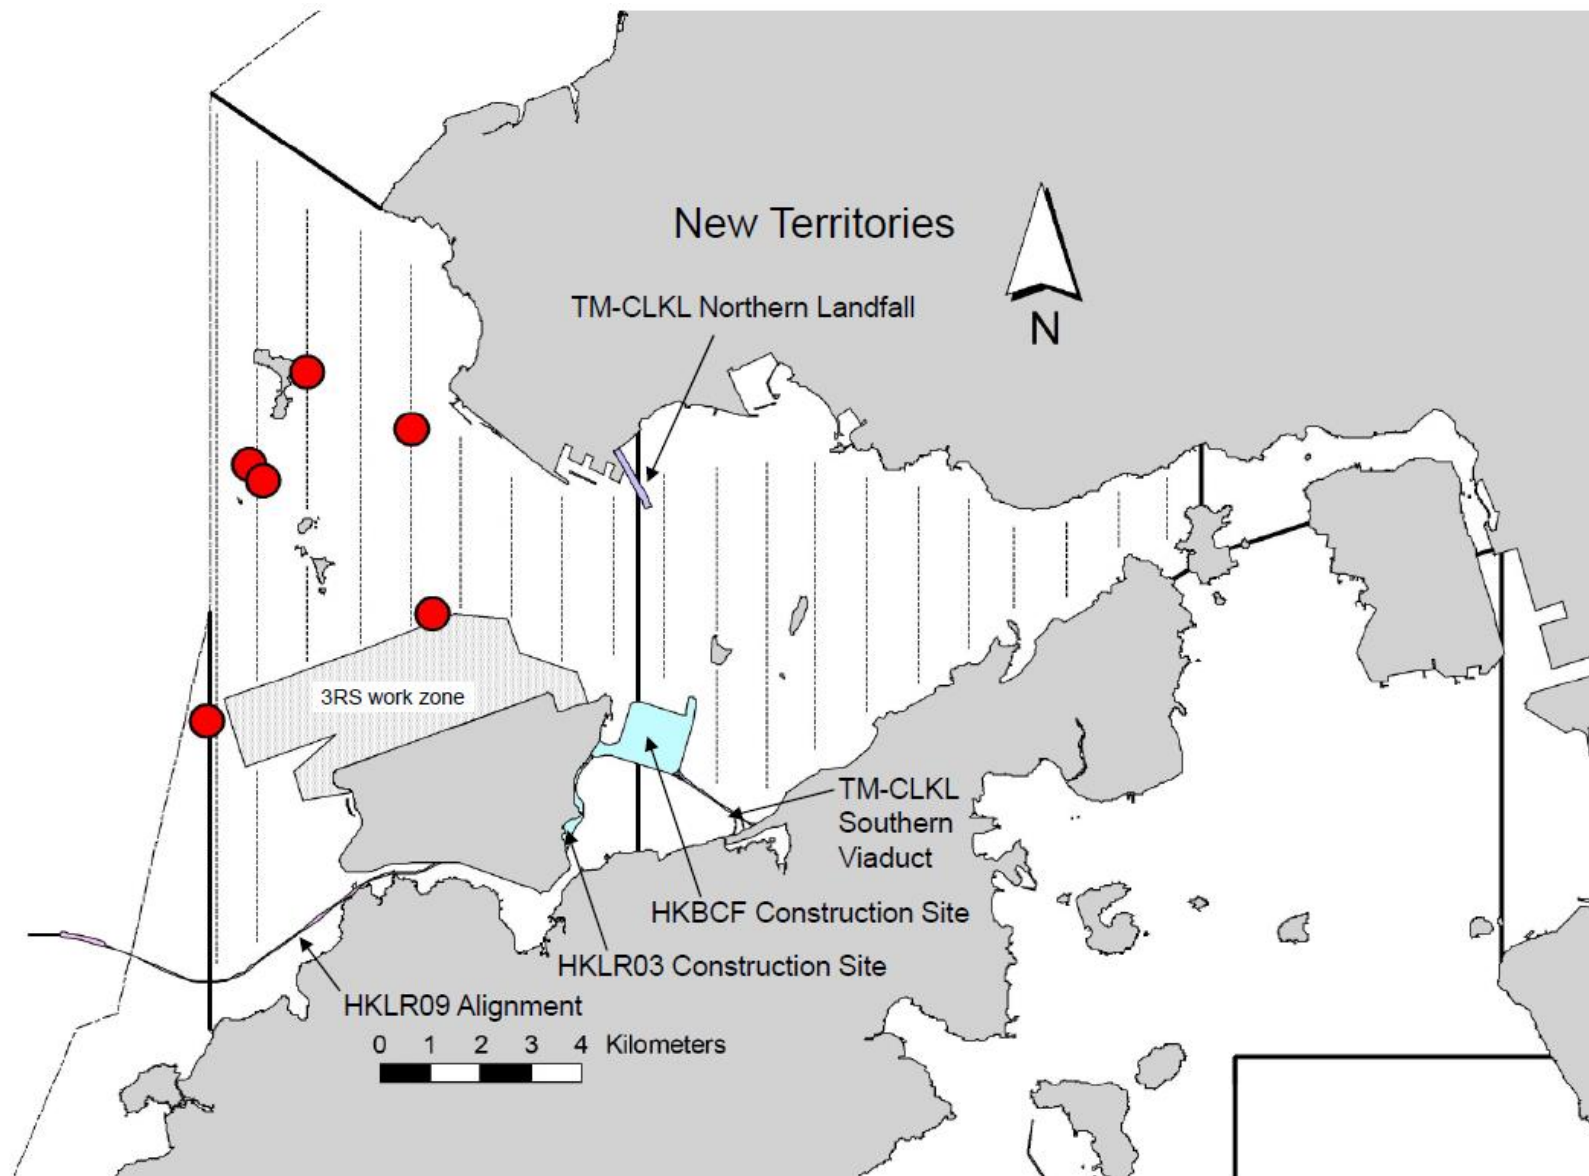 New Territories
TM-CLKL Northern Landfall
N
3RS work zone
TM-CLKL
Southern
Viaduct
HKBCF Construction Site
HKLR03 Construction Site
HKLR09 Alignment
0 1 2 3 4 Kilometers